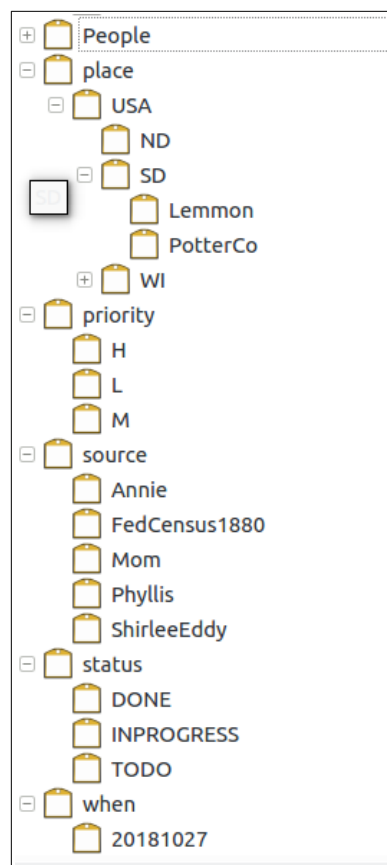 People
place
USA
ND
SD
SD
Lemmon
PotterCo
WI
priority
H
L
M
source
Annie
FedCensus1880
Mom
Phyllis
ShirleeEddy
status
DONE
INPROGRESS
TODO
when
20181027